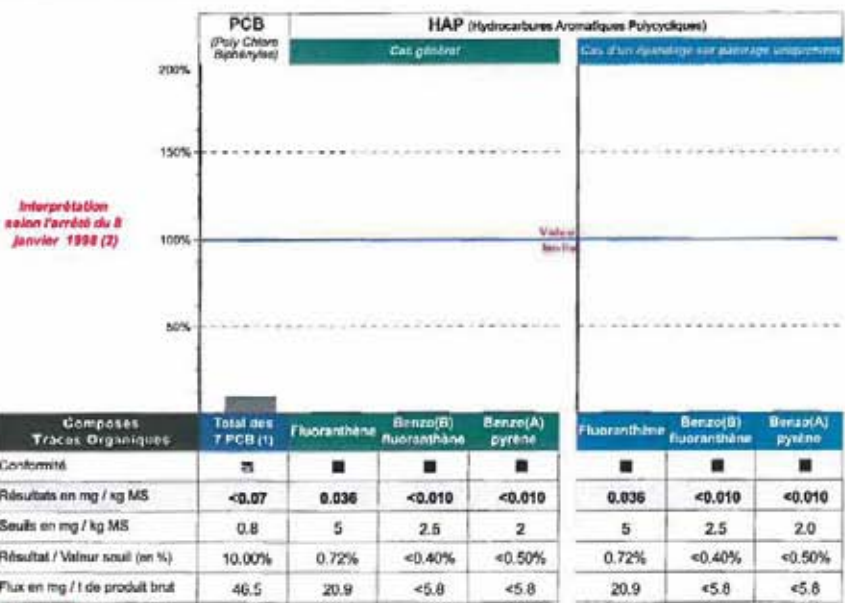 PCB
(Poly Chloro
Biphényles)
HAP (Hydrocarbures Aromatiques Polycycliques)
Cas général
Cas d'un épandage sur pâturage uniquement
200%
150%
Interprétation
selon l'arrêté du 8
janvier 1998 (2)
100%
Valeur
limite
50%
Composés
Traces Organiques
Total des
7 PCB (1)
Fluoranthène
Benzo(B)
fluoranthène
Benzo(A)
pyrène
Fluoranthène
Benzo(B)
fluoranthène
Benzo(A)
pyrène
Conformité
Résultats en mg / kg MS <0.07 0.036 <0.010 <0.010 0.036 <0.010 <0.010
Seuils en mg / kg MS 0.8 5 2.5 2 5 2.5 2.0
Résultat / Valeur seuil (en %) 10.00% 0.72% <0.40% <0.50% 0.72% <0.40% <0.50%
Flux en mg / t de produit brut 46.5 20.9 <5.8 <5.8 20.9 <5.8 <5.8